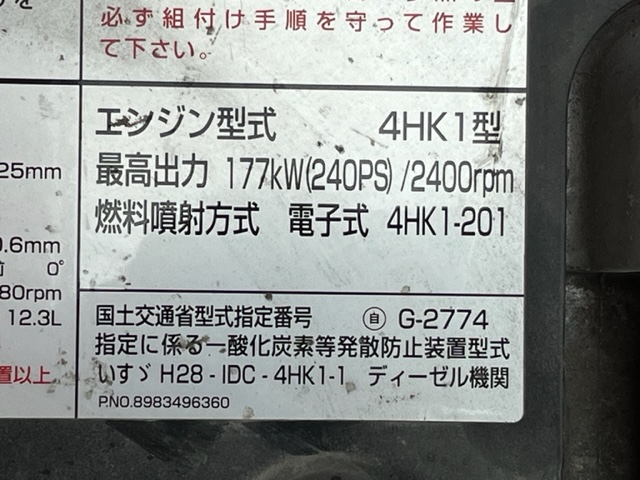 を
必ず組付け手順を守って作業し
て下さい。
エンジン型式 4HK1型
25mm
最高出力 177kW(240PS)/2400rpm
燃料噴射方式 電子式 4HK1-201
0.6mm
前 0°
80rpm
12.3L
国土交通省型式指定番号 ㊂ G-2774
指定に係る一酸化炭素等発散防止装置型式
置以上
いすゞ H28-IDC-4HK1-1 ディーゼル機関
P.NO.8983496360